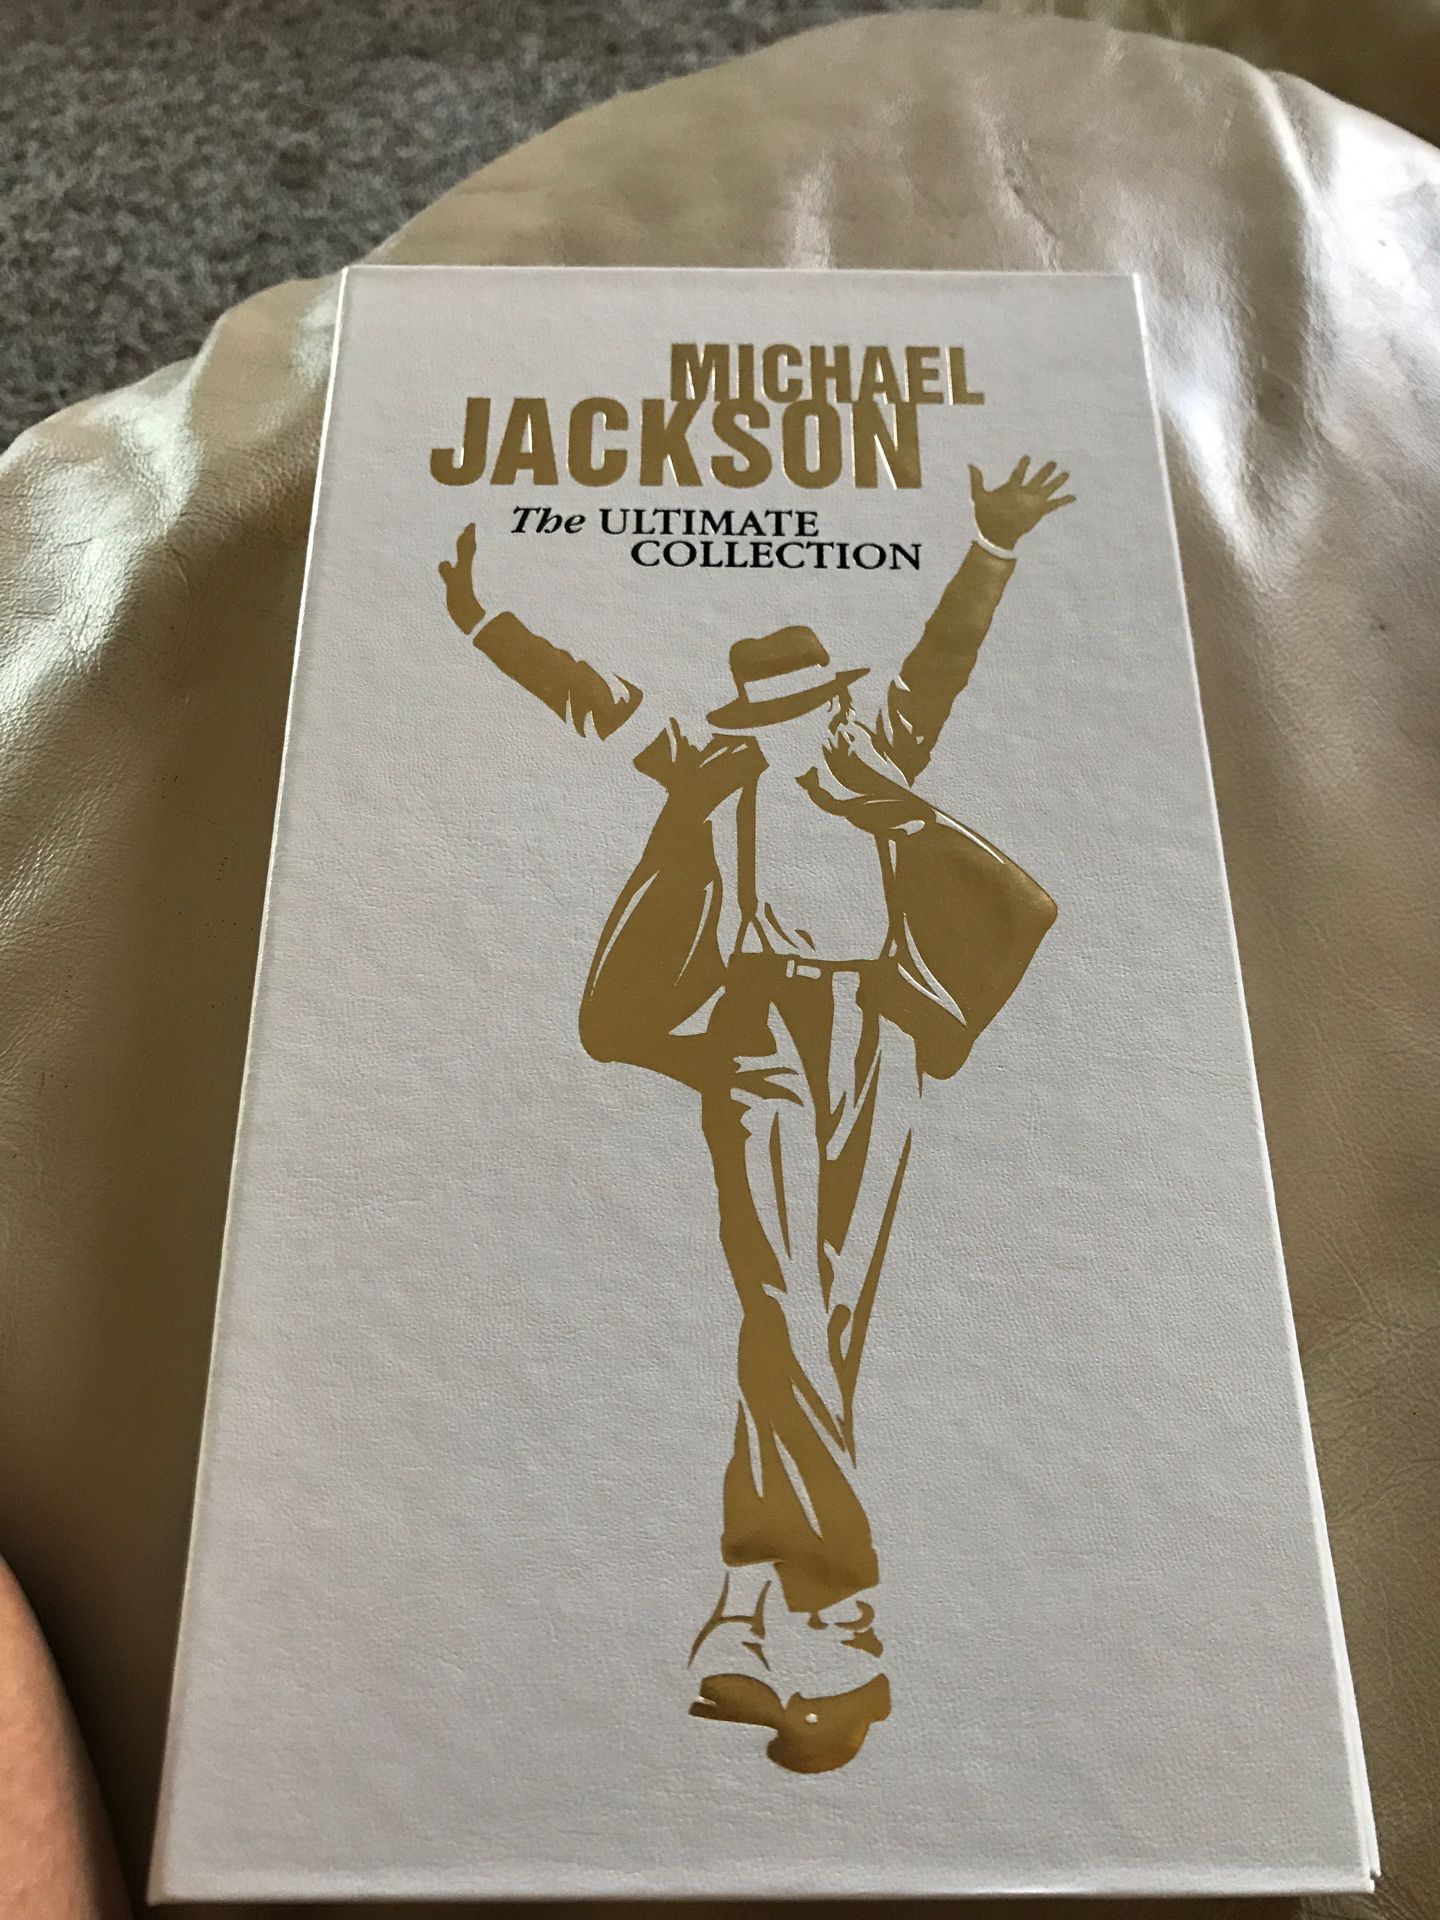 MICHAEL
JACKSON
The ULTIMATE
COLLECTION